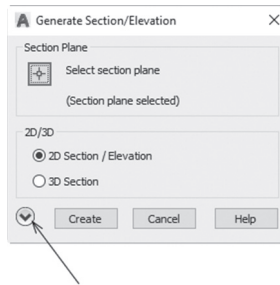 Generate Section/Elevation
Section Plane
Select section plane
(Section plane selected)
2D/3D
2D Section / Elevation
3D Section
Create Cancel Help